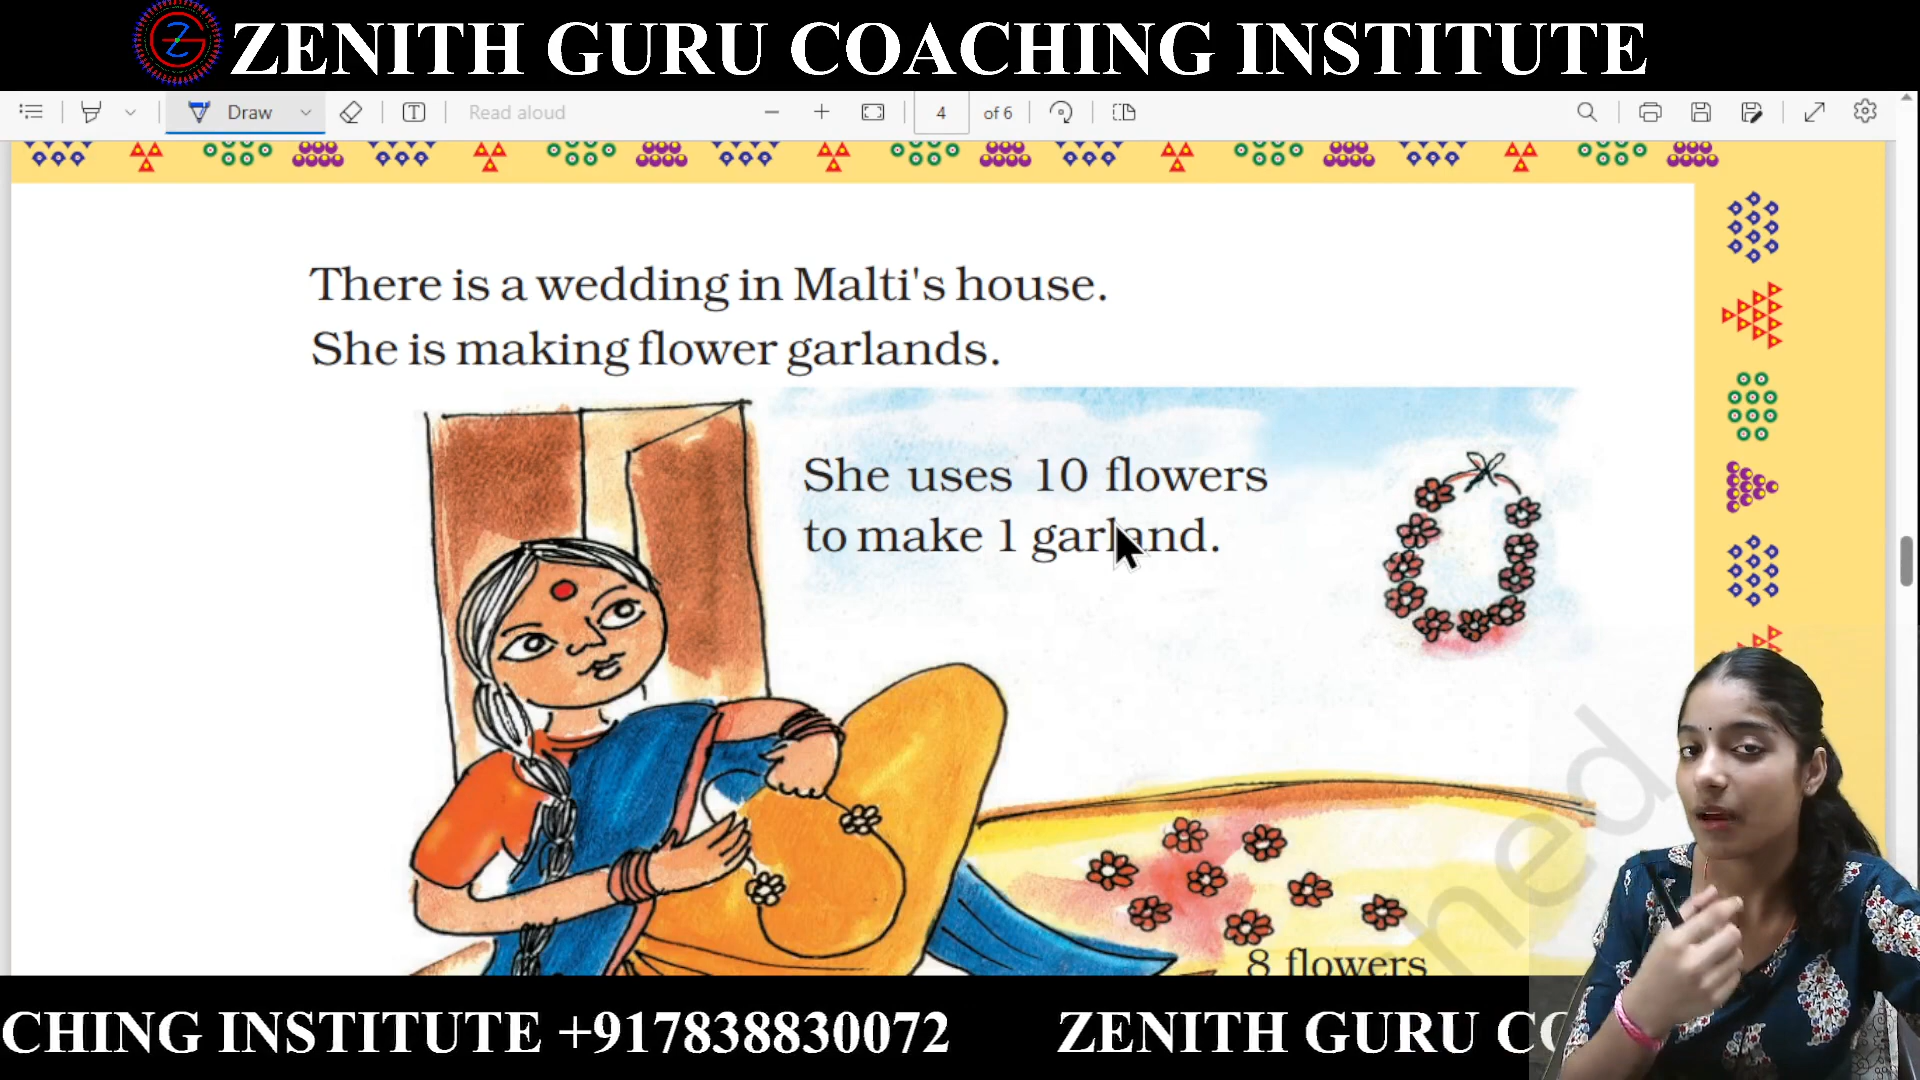 ZENITH GURU COACHING INSTITUTE
Draw
Read aloud
4 of 6
There is a wedding in Malti's house.
She is making flower garlands.
She uses 10 flowers
to make 1 garland.
8 flowers
CHING INSTITUTE +917838830072 ZENITH GURU CO